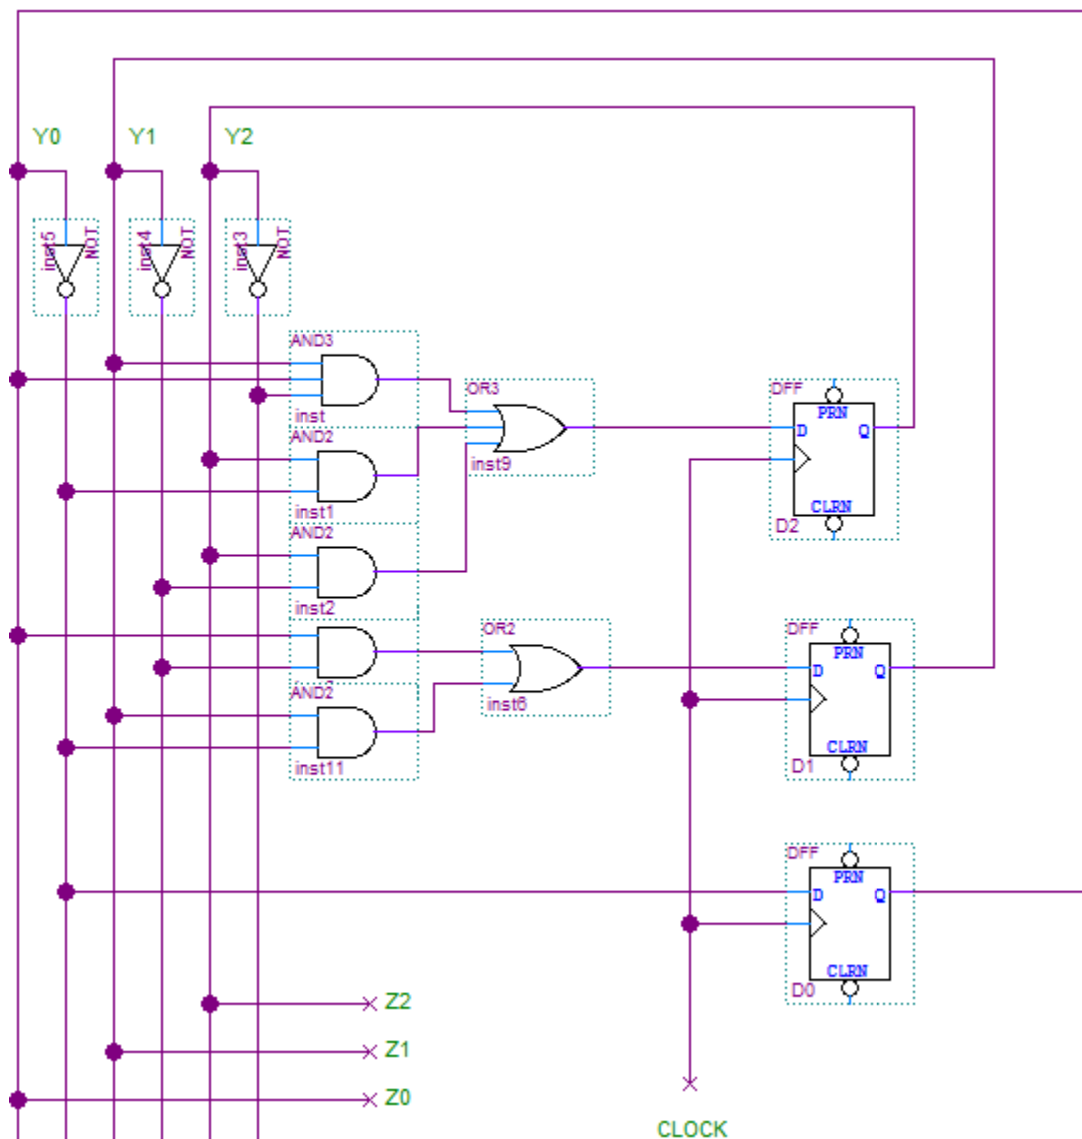 Y0 Y1 Y2
inst5 NOT inst4 NOT inst3 NOT
AND3
inst
AND2
inst1
AND2
inst2
AND2
inst11
OR3
inst9
OR2
inst6
DFF
PRN
D Q
CLRN
D2
DFF
PRN
D Q
CLRN
D1
DFF
PRN
D Q
CLRN
D0
Z2
Z1
Z0
CLOCK